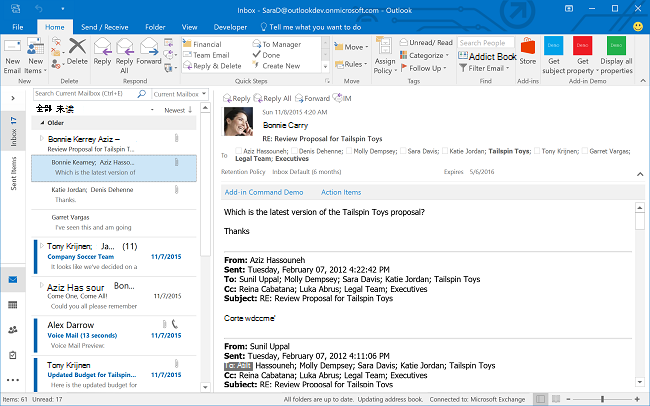 Inbox - SaraD@outlookdev.onmicrosoft.com - Outlook
File Home Send / Receive Folder View Developer Tell me what you want to do
New Email
New Items
Delete
Reply
Reply All
Forward
Financial
Team Email
Reply & Delete
To Manager
Done
Create New
Move
Rules
Assign Policy
Unread/ Read
Categorize
Follow Up
Search People
Addict Book
Filter Email
Store
Demo
Demo
Demo
Get subject
Get property
Display all properties
New Delete Respond Quick Steps Move Tags Find Add-ins Add-in Demo
Inbox 17
Sent Items
Search Current Mailbox (Ctrl+E) Current Mailbox
全部
Newest
Older
Bonnie Kerrey Aziz –
Review Proposal for Tailspin T...
Bonnie Kearney; Aziz Hasso...
Which is the latest version of
Katie Jordan; Denis Dehenne
Thanks.
Garret Vargas
I've seen this and am going
Tony Krijnen; Ja... (11)
Company Soccer Team 11/7/2015
It looks like we've decided on a
Aziz Has sour Bon...
Come One, Come All! 11/7/2015
Could you all please remember
Alex Darrow
Voice Mail (13 seconds) 11/7/2015
Voice Mail Preview:
Tony Krijnen
Updated Budget for Tailspin... 11/7/2015
Here is the updated budget for
Reply Reply All Forward IM
Sun 11/8/2015 4:20 AM
Bonnie Carry
RE: Review Proposal for Tailspin Toys
To Aziz Hassouneh; Denis Dehenne; Molly Dempsey; Sara Davis; Katie Jordan; Tailspin Toys; Tony Krijnen; Garret Vargas;
Legal Team; Executives
Retention Policy Inbox Default (6 months) Expires 5/6/2016
Add-in Command Demo Action Items
Which is the latest version of the Tailspin Toys proposal?
Thanks
From: Aziz Hassouneh
Sent: Tuesday, February 07, 2012 4:22:42 PM
To: Sunil Uppal; Molly Dempsey; Sara Davis; Katie Jordan; Tailspin Toys
Cc: Reina Cabatana; Luka Abrus; Legal Team; Executives
Subject: RE: Review Proposal for Tailspin Toys
Corte wdccme'
From: Sunil Uppal
Sent: Tuesday, February 07, 2012 4:11:06 PM
To: Hassouneh; Molly Dempsey; Sara Davis; Katie Jordan; Tailspin Toys
Cc: Reina Cabatana; Luka Abrus; Legal Team; Executives
Subject: RE: Review Proposal for Tailspin Toys
Items: 61 Unread: 17 All folders are up to date. Updating address book. Connected to: Microsoft Exchange 100%